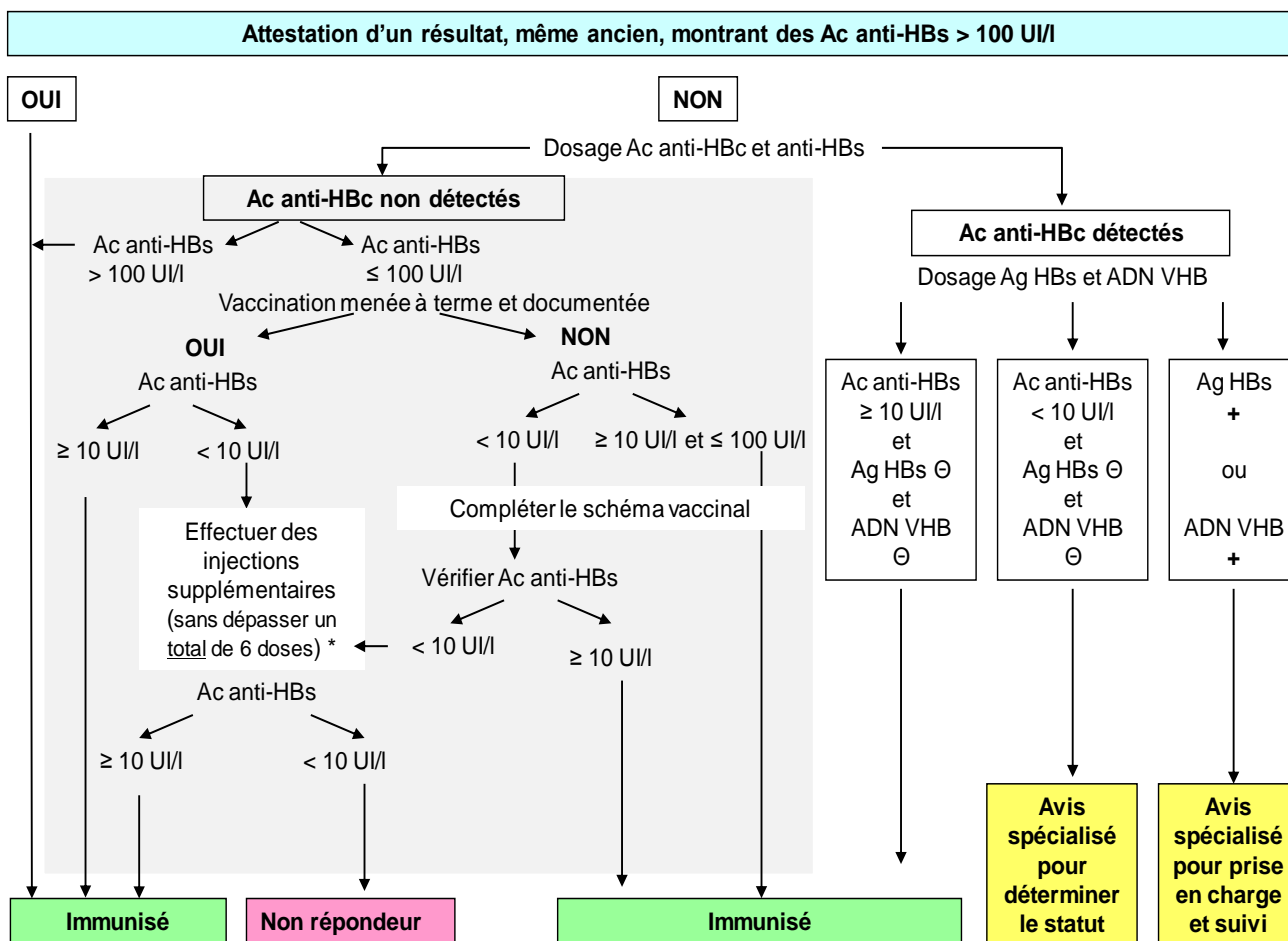 Attestation d'un résultat, même ancien, montrant des Ac anti-HBs > 100 UI/l
OUI
NON
Dosage Ac anti-HBc et anti-HBs
Ac anti-HBc non détectés
Ac anti-HBs
> 100 UI/l
Ac anti-HBs
≤ 100 UI/l
Vaccination menée à terme et documentée
OUI
Ac anti-HBs
≥ 10 UI/l
< 10 UI/l
Effectuer des
injections
supplémentaires
(sans dépasser un
total de 6 doses) *
Ac anti-HBs
≥ 10 UI/l
< 10 UI/l
NON
Ac anti-HBs
< 10 UI/l
≥ 10 UI/l et ≤ 100 UI/l
Compléter le schéma vaccinal
Vérifier Ac anti-HBs
< 10 UI/l
≥ 10 UI/l
Ac anti-HBc détectés
Dosage Ag HBs et ADN VHB
Ac anti-HBs
≥ 10 UI/l
et
Ag HBs Θ
et
ADN VHB
Θ
Ac anti-HBs
< 10 UI/l
et
Ag HBs Θ
et
ADN VHB
Θ
Ag HBs
+
ou
ADN VHB
+
Immunisé
Non répondeur
Immunisé
Avis
spécialisé
pour
déterminer
le statut
Avis
spécialisé
pour prise
en charge
et suivi